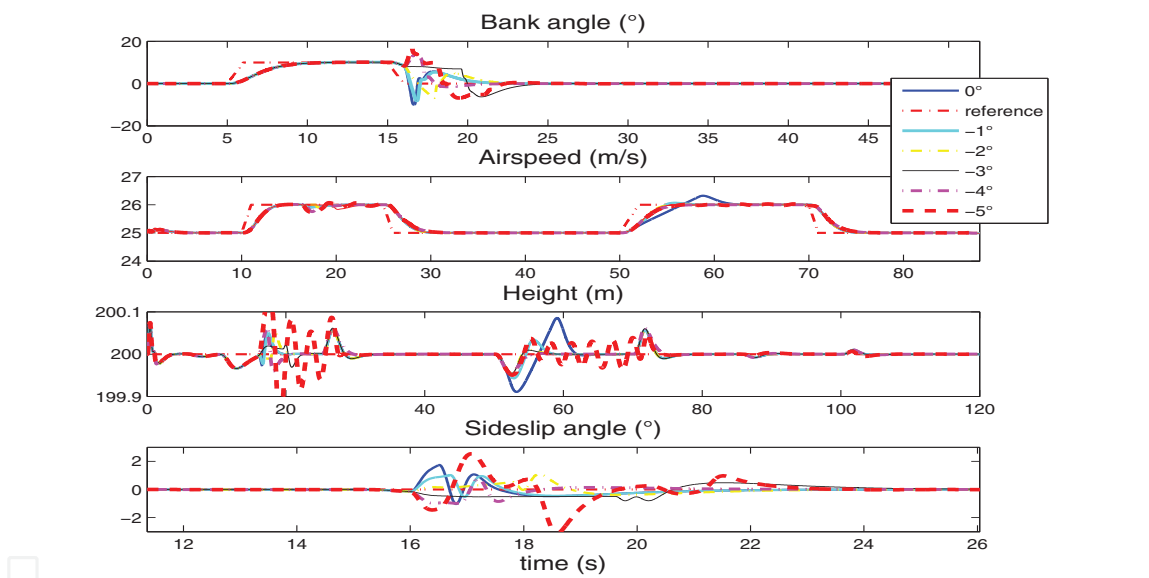 Bank angle (°)
20
0
−20
0 5 10 15 20 25 30 35 40 45
0°
reference
−1°
−2°
−3°
−4°
−5°
Airspeed (m/s)
27
26
25
24
0 10 20 30 40 50 60 70 80
Height (m)
200.1
200
199.9
0 20 40 60 80 100 120
Sideslip angle (°)
2
0
−2
12 14 16 18 20 22 24 26
time (s)